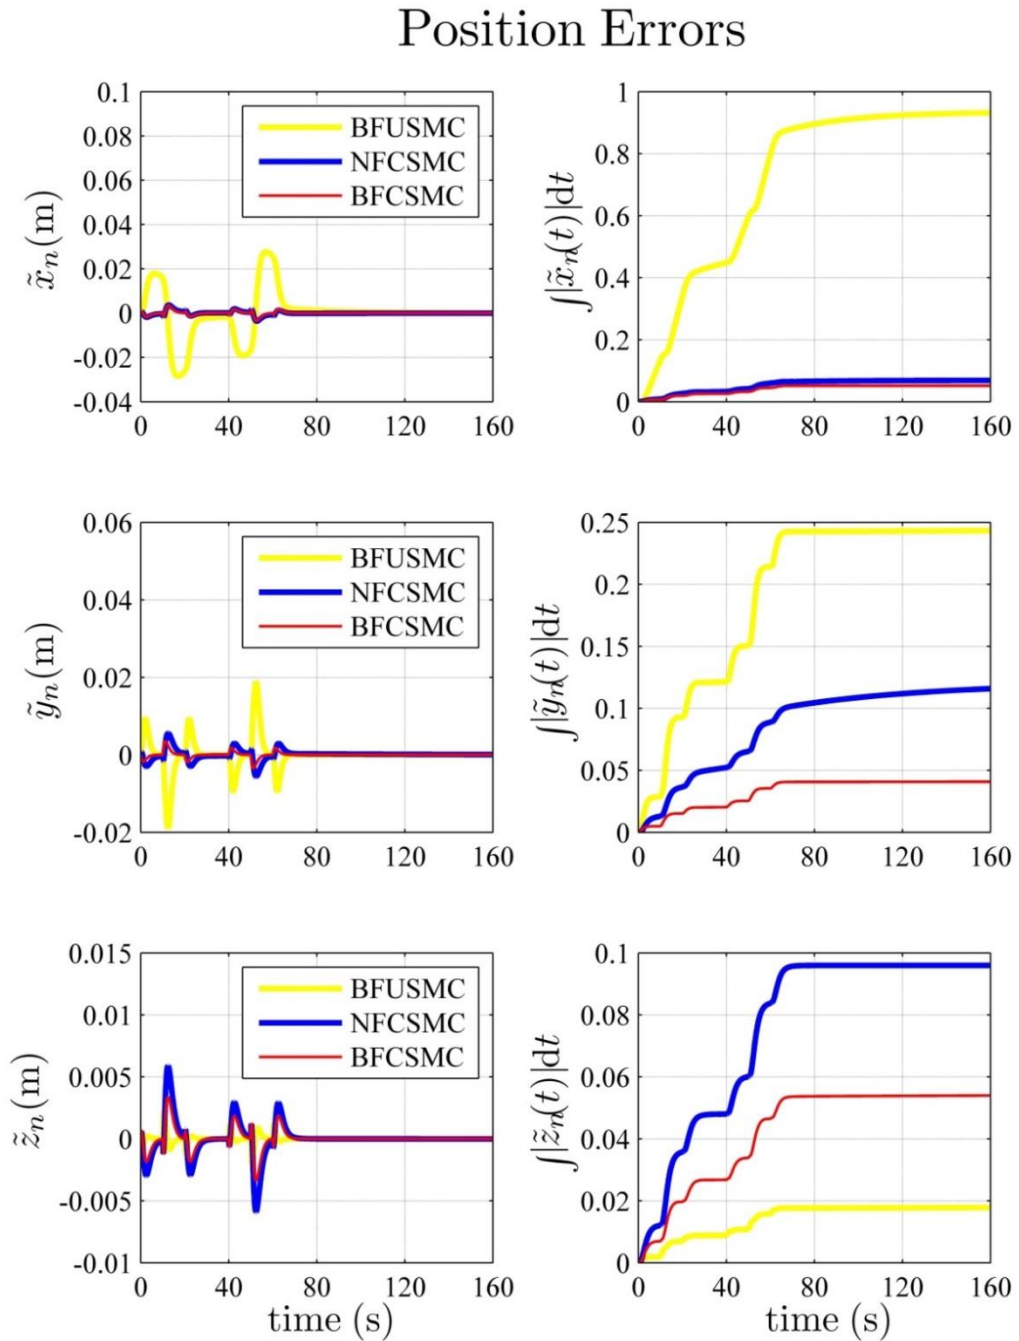 Position Errors
0.1
0.08
0.06
0.04
0.02
0
-0.02
-0.04
x̃n(m)
BFUSMC
NFCSMC
BFCSMC
0 40 80 120 160
1
0.8
0.6
0.4
0.2
0
∫|x̃n(t)|dt
0 40 80 120 160
0.06
0.04
0.02
0
-0.02
ỹn(m)
BFUSMC
NFCSMC
BFCSMC
0 40 80 120 160
0.25
0.25
0.15
0.1
0.05
0
∫|ỹn(t)|dt
0 40 80 120 160
0.015
0.01
0.005
0
-0.005
-0.01
z̃n(m)
BFUSMC
NFCSMC
BFCSMC
0 40 80 120 160
time (s)
0.1
0.08
0.06
0.04
0.02
0
∫|z̃n(t)|dt
0 40 80 120 160
time (s)